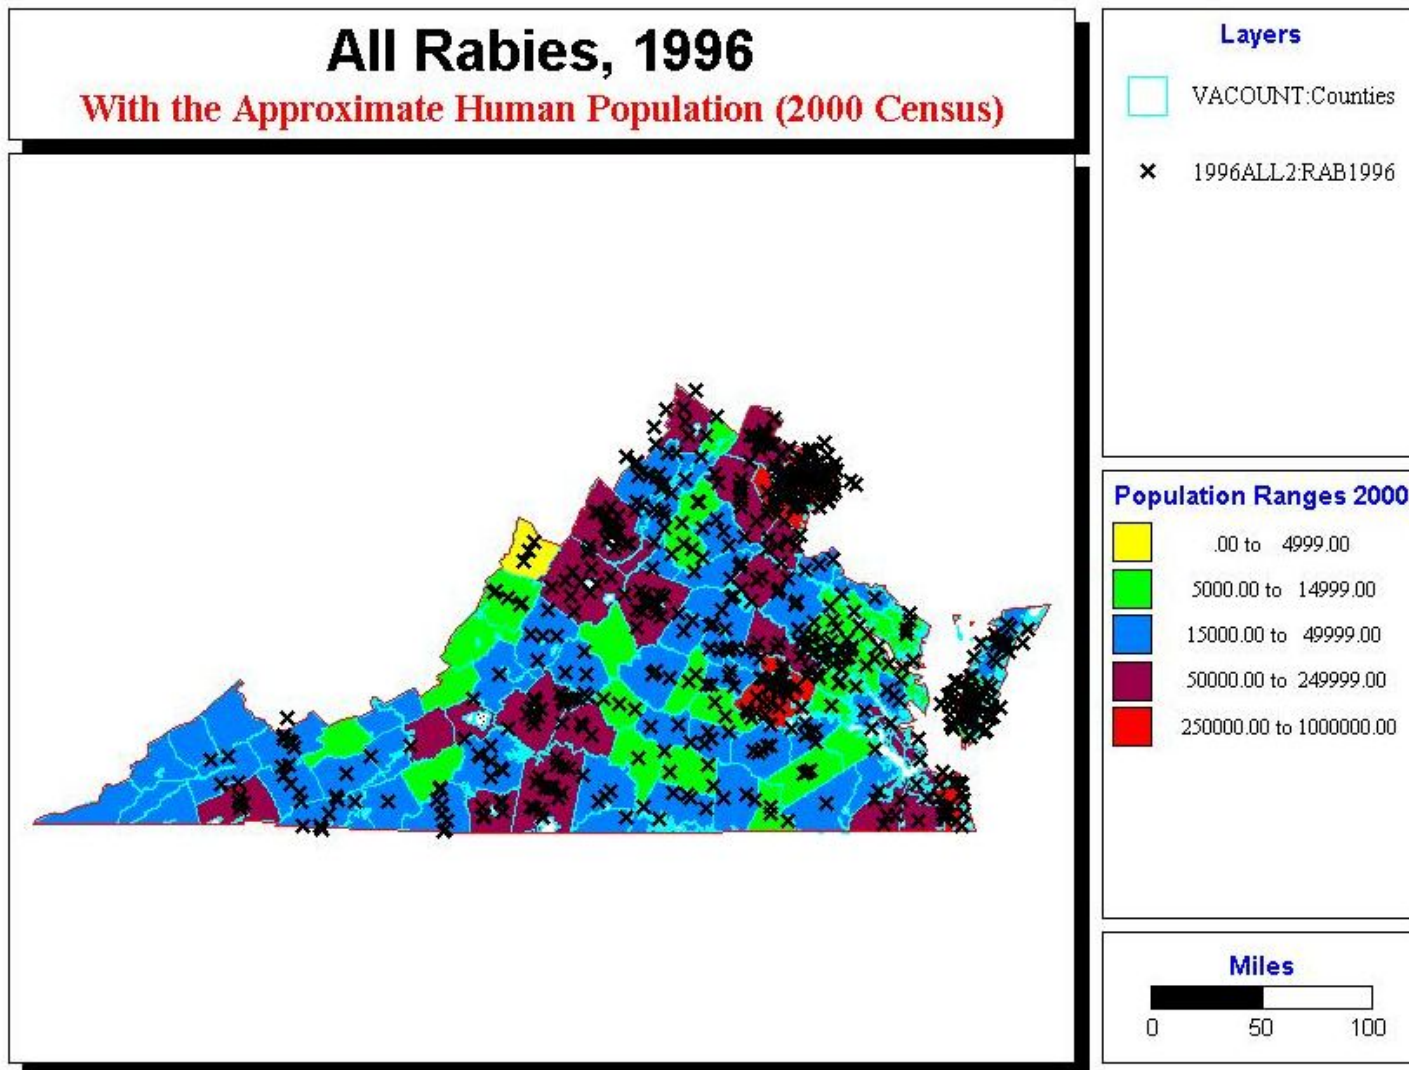 All Rabies, 1996
With the Approximate Human Population (2000 Census)
Layers
VACOUNT:Counties
1996ALL2:RAB1996
Population Ranges 2000
.00 to 4999.00
5000.00 to 14999.00
15000.00 to 49999.00
50000.00 to 249999.00
250000.00 to 1000000.00
Miles
0 50 100